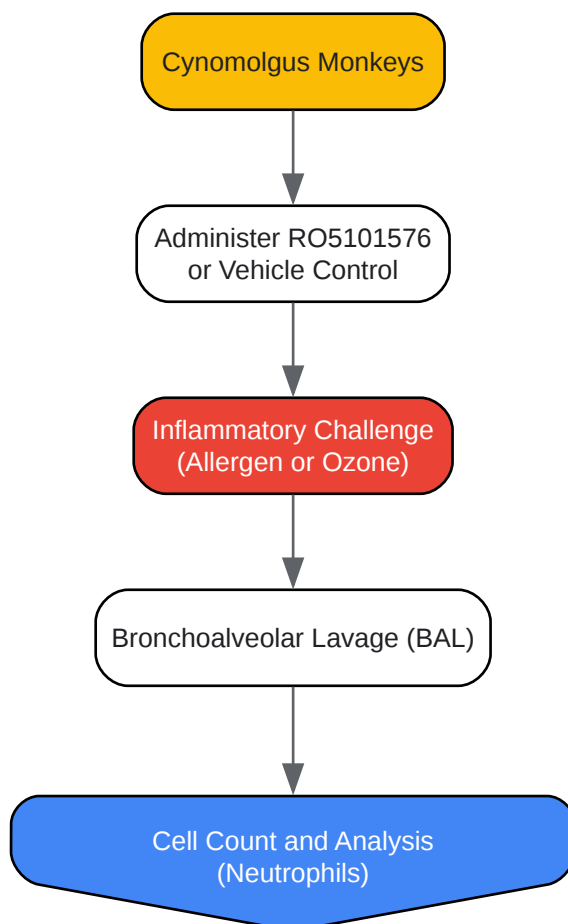 Cynomolgus Monkeys
Administer RO5101576
or Vehicle Control
Inflammatory Challenge
(Allergen or Ozone)
Bronchoalveolar Lavage (BAL)
Cell Count and Analysis
(Neutrophils)